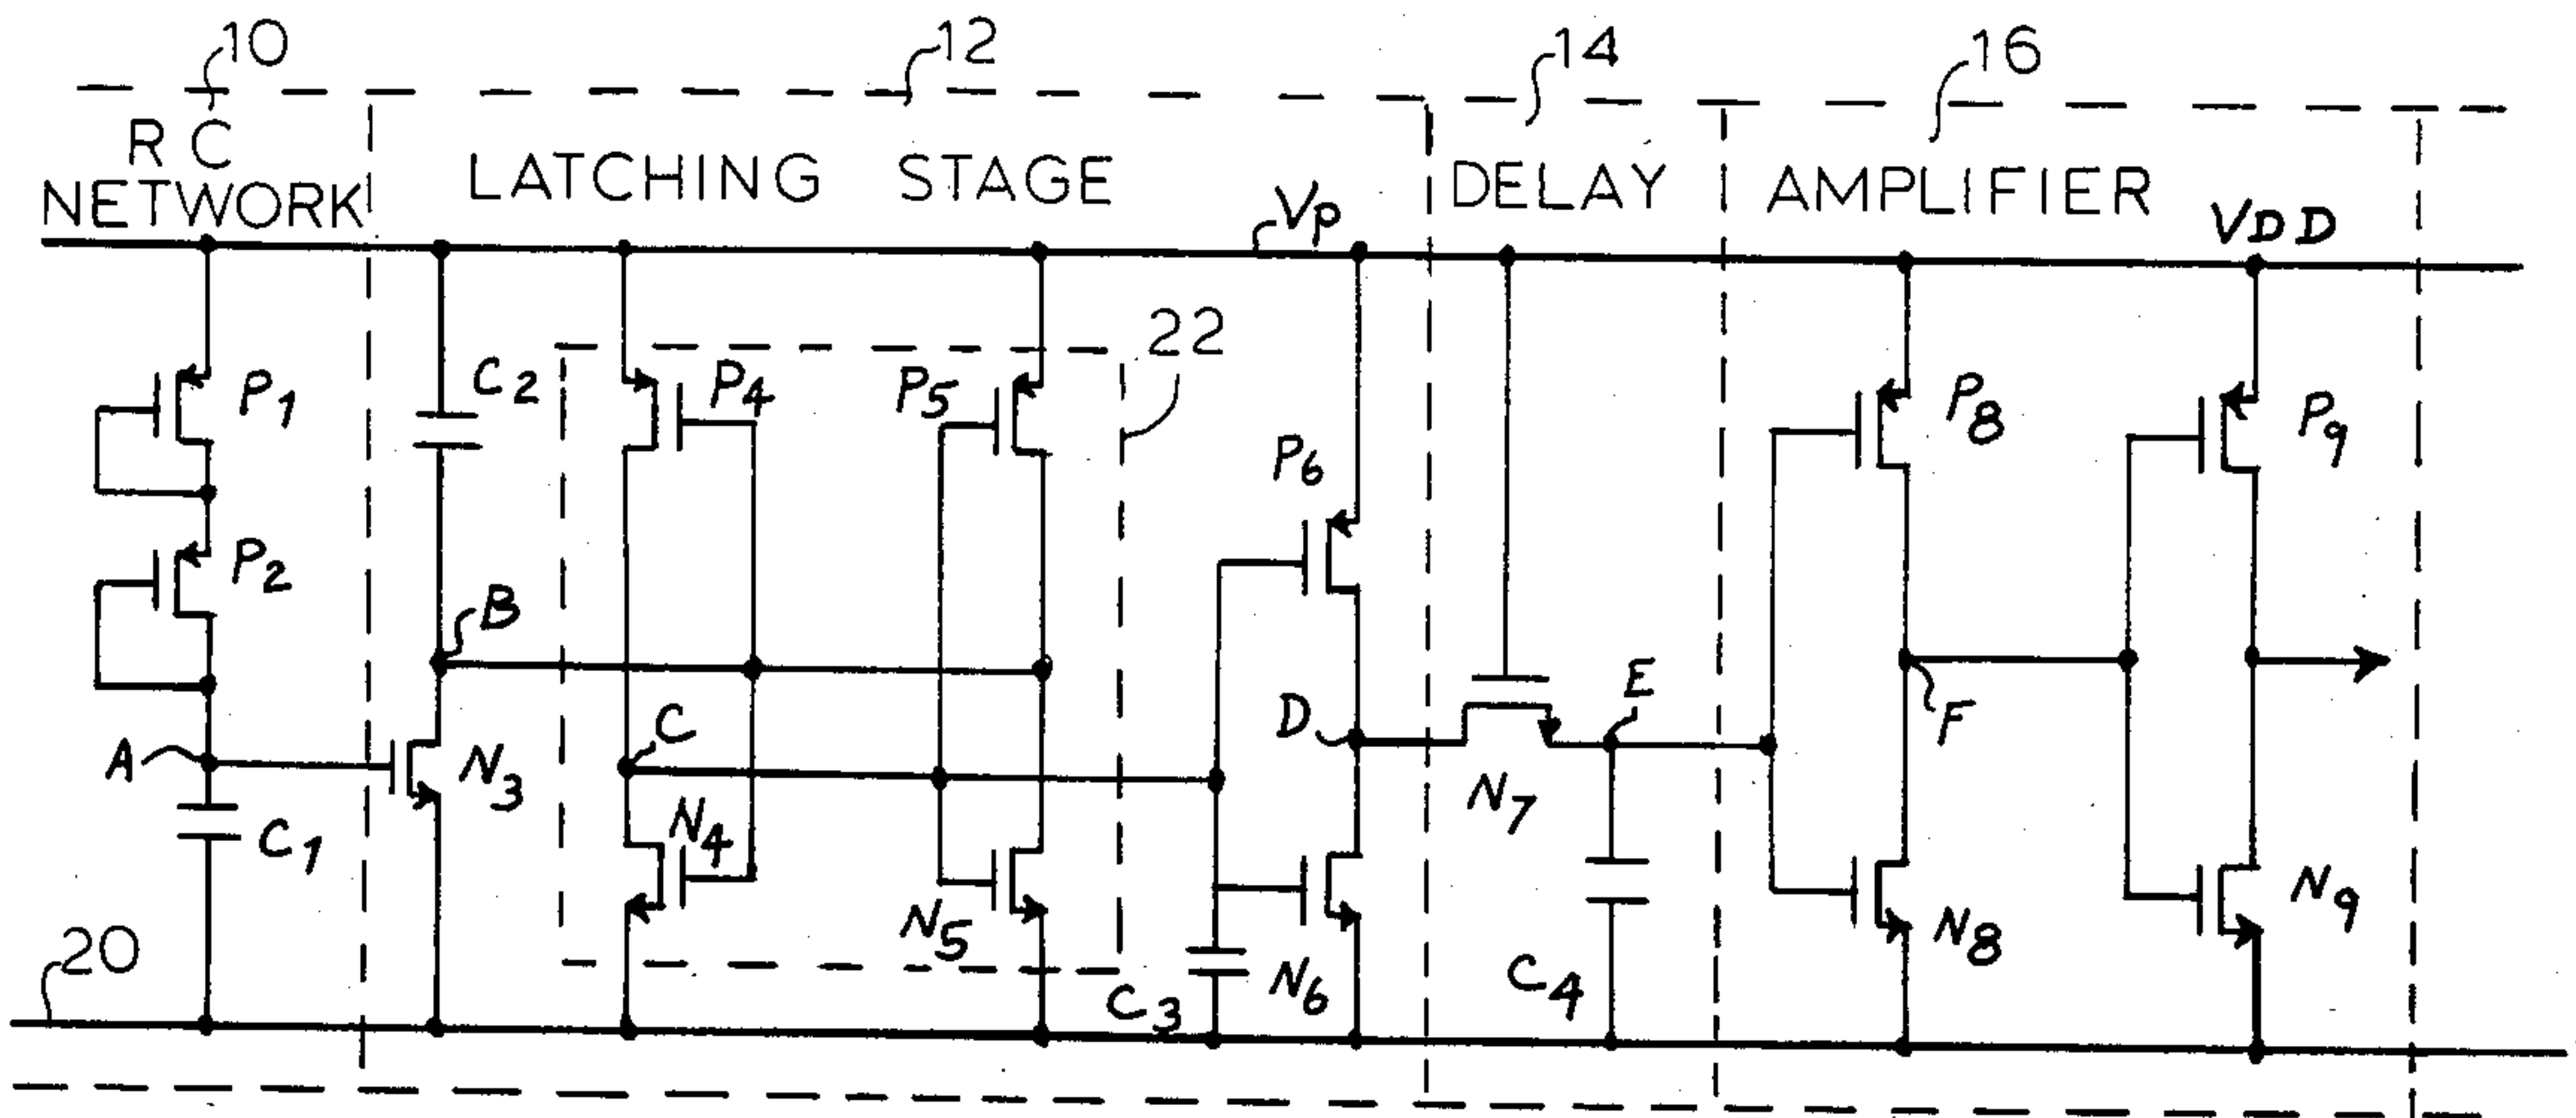 10
12
14
16
R C
NETWORK
LATCHING STAGE
DELAY
AMPLIFIER
Vp
VDD
22
P1
C2
P4
P5
P6
P8
P9
P2
B
A
N3
C
D
E
F
N7
C1
N4
N5
C3
N6
C4
N8
N9
20